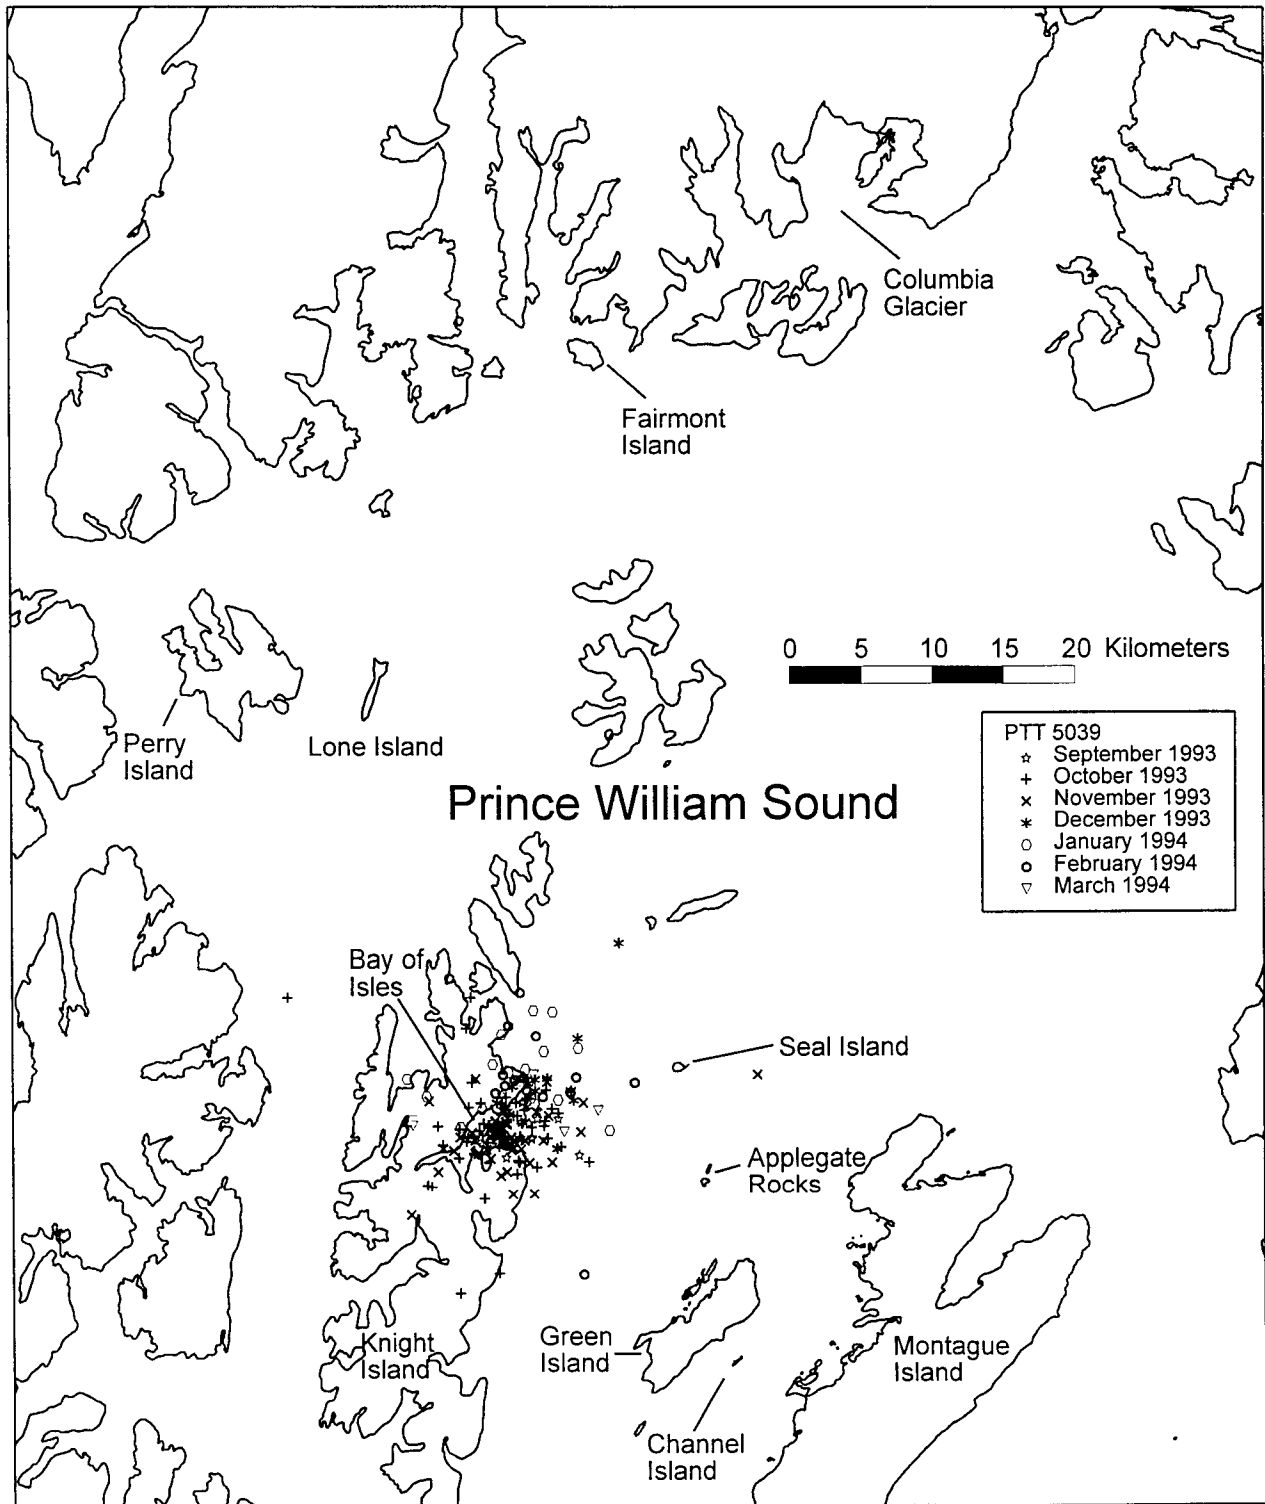 Columbia
Glacier
Fairmont
Island
0 5 10 15 20 Kilometers
PTT 5039
September 1993
October 1993
November 1993
December 1993
January 1994
February 1994
March 1994
Perry
Island
Lone Island
Prince William Sound
Bay of
Isles
Seal Island
Applegate
Rocks
Knight
Island
Green
Island
Montague
Island
Channel
Island